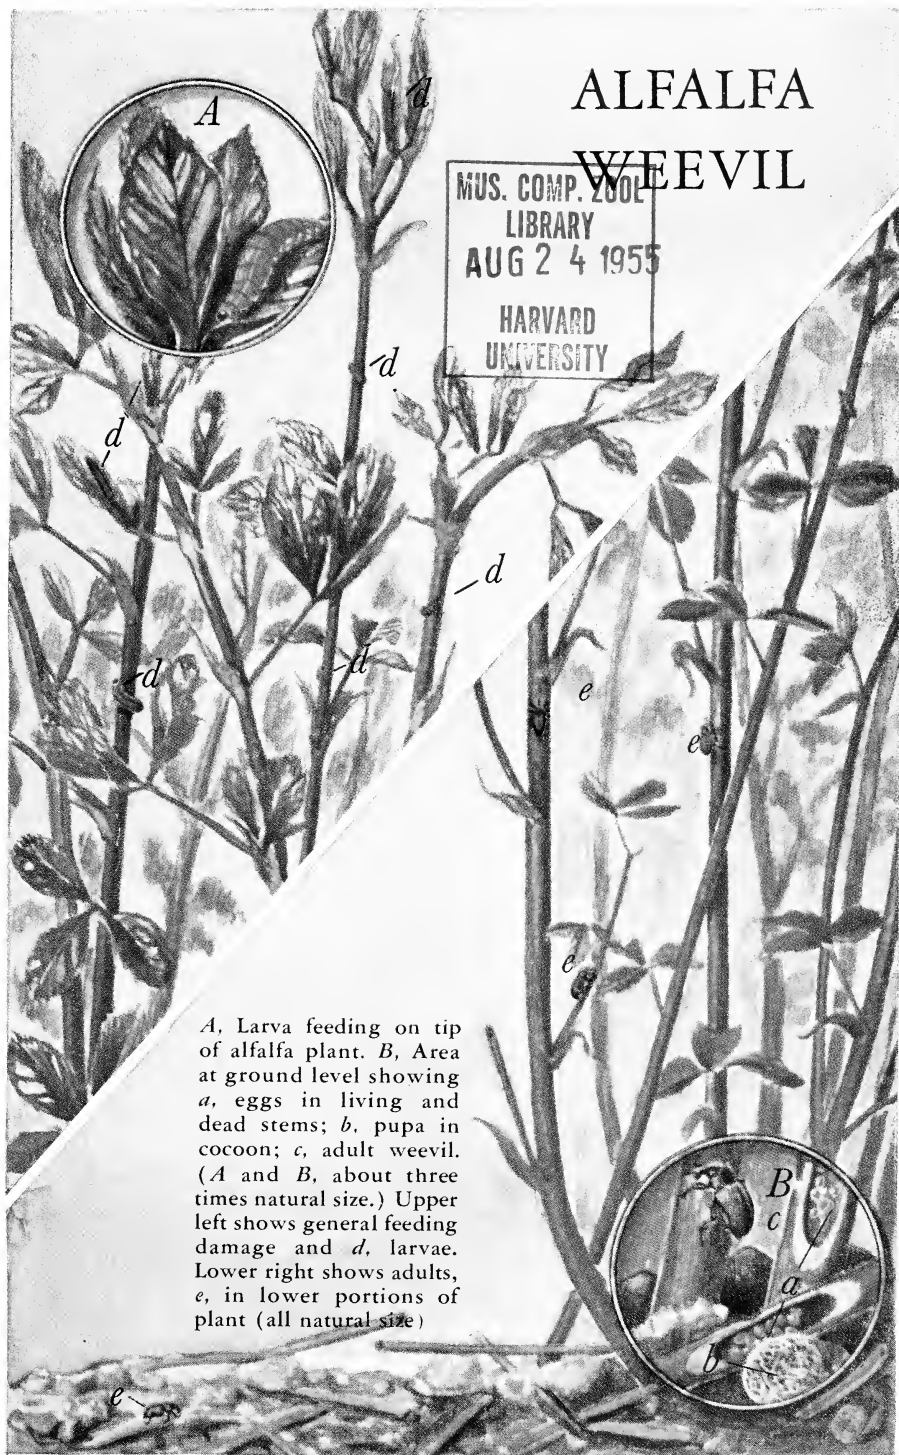 A
d
ALFALFA
WEEVIL
MUS. COMP. ZOOL
LIBRARY
AUG 24 1955
HARVARD
UNIVERSITY
d
d
d
d
d
e
e
e
A, Larva feeding on tip
of alfalfa plant. B, Area
at ground level showing
a, eggs in living and
dead stems; b, pupa in
cocoon; c, adult weevil.
(A and B, about three
times natural size.) Upper
left shows general feeding
damage and d, larvae.
Lower right shows adults,
e, in lower portions of
plant (all natural size)
B
c
a
b
e